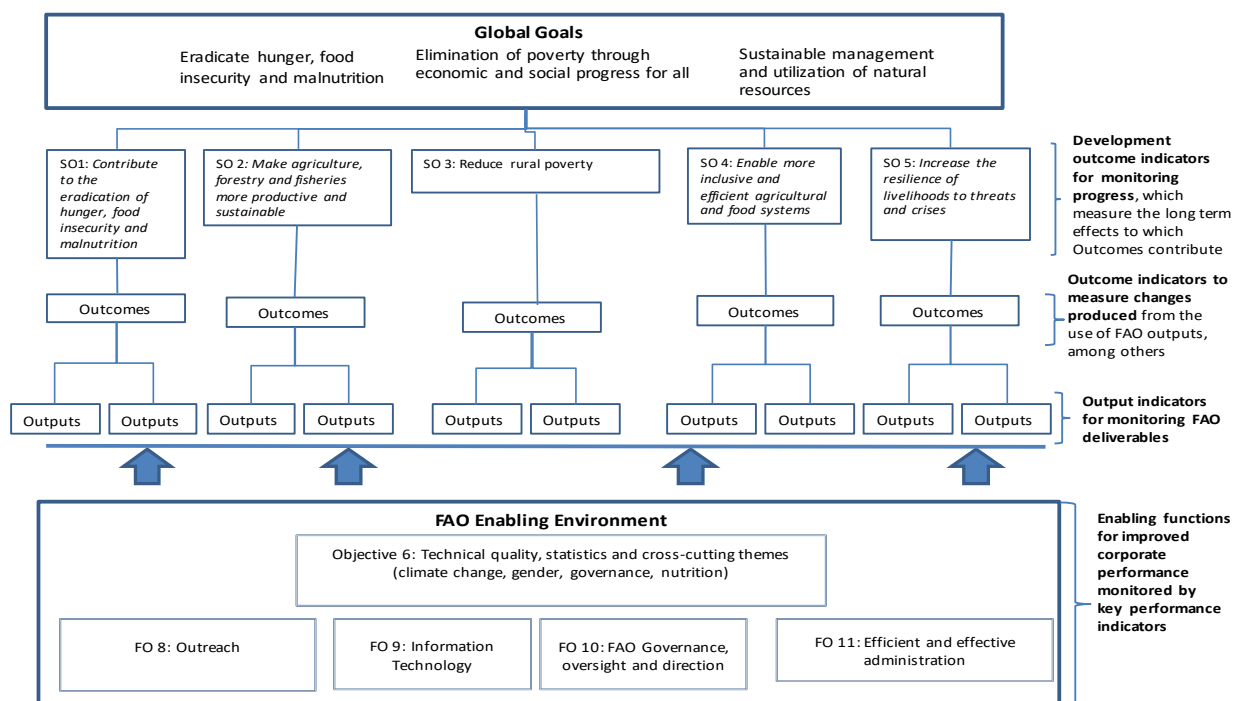 Global Goals
Eradicate hunger, food
insecurity and malnutrition
Elimination of poverty through
economic and social progress for all
Sustainable management
and utilization of natural
resources
SO1: Contribute
to the
eradication of
hunger, food
insecurity and
malnutrition
SO 2: Make agriculture,
forestry and fisheries
more productive and
sustainable
SO 3: Reduce rural poverty
SO 4: Enable more
inclusive and
efficient agricultural
and food systems
SO 5: Increase the
resilience of
livelihoods to threats
and crises
Development
outcome indicators
for monitoring
progress, which
measure the long term
effects to which
Outcomes contribute
Outcomes
Outcomes
Outcomes
Outcomes
Outcomes
Outcome indicators to
measure changes
produced from the
use of FAO outputs,
among others
Outputs
Outputs
Outputs
Outputs
Outputs
Outputs
Outputs
Outputs
Outputs
Outputs
Output indicators
for monitoring FAO
deliverables
FAO Enabling Environment
Objective 6: Technical quality, statistics and cross-cutting themes
(climate change, gender, governance, nutrition)
FO 8: Outreach
FO 9: Information
Technology
FO 10: FAO Governance,
oversight and direction
FO 11: Efficient and effective
administration
Enabling functions
for improved
corporate
performance
monitored by
key performance
indicators